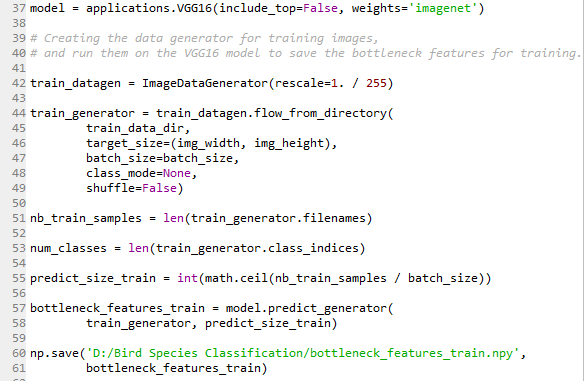 37 model = applications.VGG16(include_top=False, weights='imagenet')
38
39 # Creating the data generator for training images,
40 # and run them on the VGG16 model to save the bottleneck features for training.
41
42 train_datagen = ImageDataGenerator(rescale=1. / 255)
43
44 train_generator = train_datagen.flow_from_directory(
45         train_data_dir,
46         target_size=(img_width, img_height),
47         batch_size=batch_size,
48         class_mode=None,
49         shuffle=False)
50
51 nb_train_samples = len(train_generator.filenames)
52
53 num_classes = len(train_generator.class_indices)
54
55 predict_size_train = int(math.ceil(nb_train_samples / batch_size))
56
57 bottleneck_features_train = model.predict_generator(
58         train_generator, predict_size_train)
59
60 np.save('D:/Bird Species Classification/bottleneck_features_train.npy',
61         bottleneck_features_train)